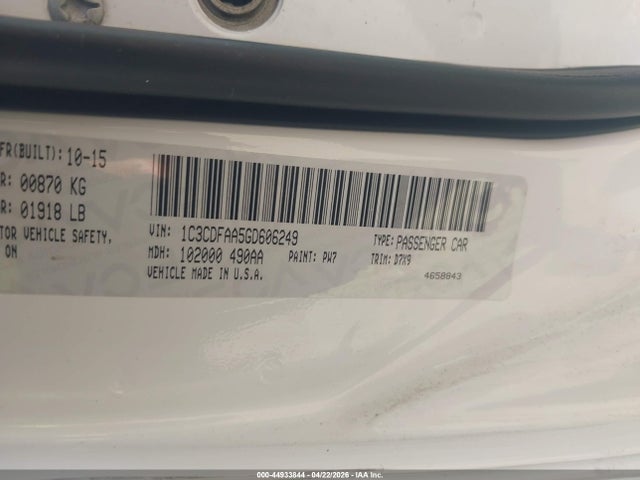 FR(BUILT): 10-15
R: 00870 KG
R: 01918 LB
TOR VEHICLE SAFETY,
ON
VIN: 1C3CDFAA5GD606249 TYPE: PASSENGER CAR
MDH: 102000 490AA PAINT: PW7 TRIM: D7X9
VEHICLE MADE IN U.S.A. 4658843
000-44933844 - 04/22/2026 - IAA Inc.